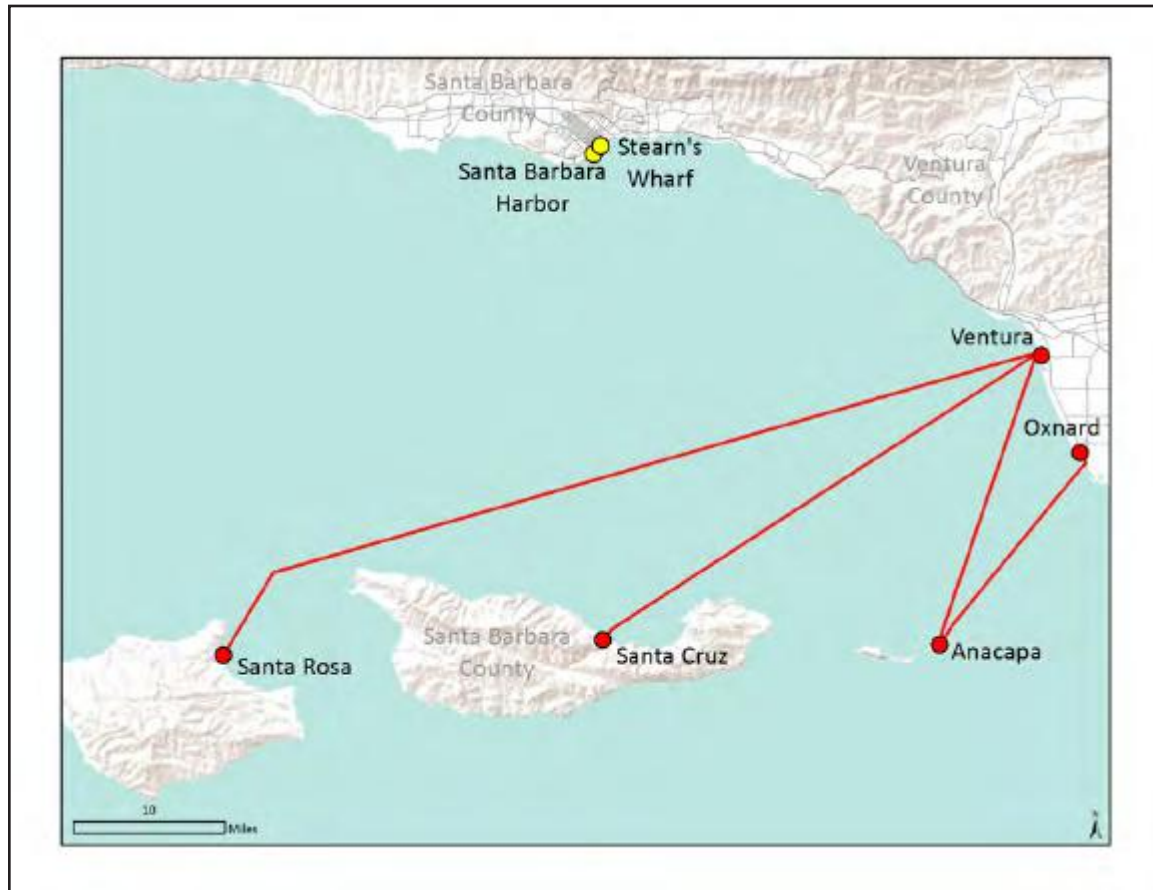 Santa Barbara
County
Stearn's
Wharf
Santa Barbara
Harbor
Ventura
County
Ventura
Oxnard
Santa Barbara
County
Santa Cruz
Anacapa
Santa Rosa
10
Miles
N